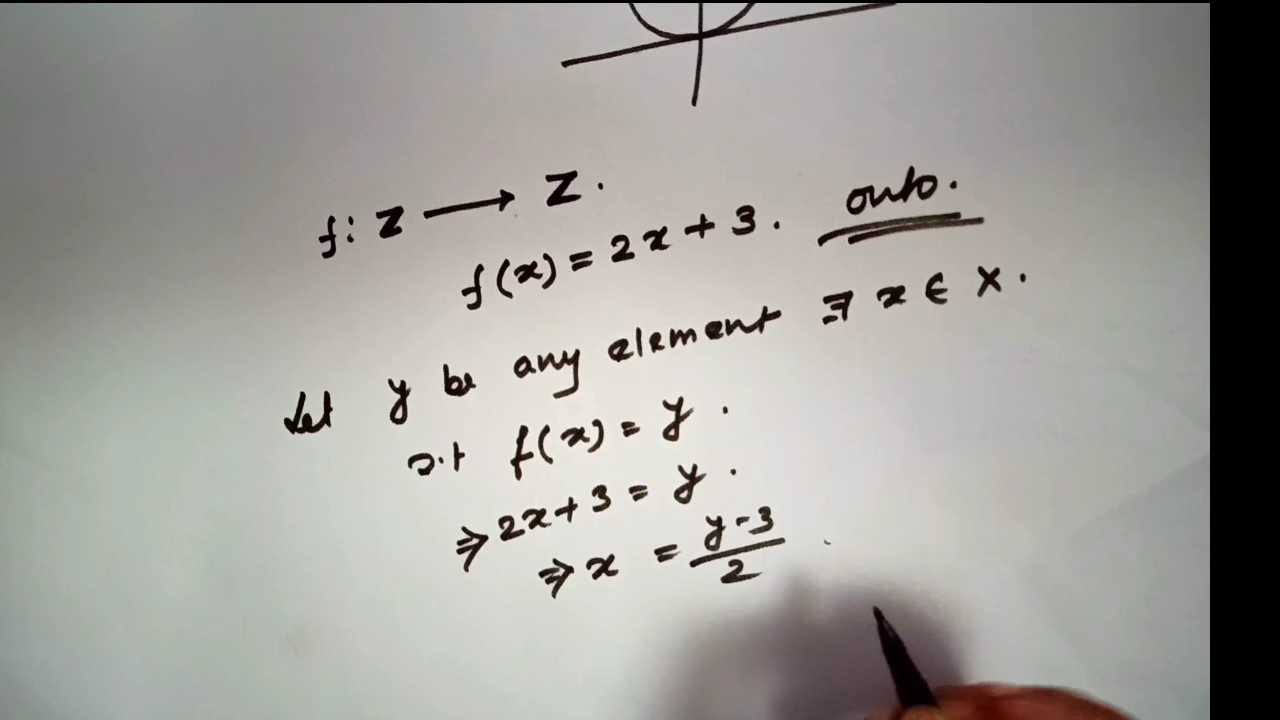 f: Z ⟶ Z.
f(x) = 2x + 3. onto.
Let y be any element ∃ x ∈ X.
s.t f(x) = y.
⇒ 2x + 3 = y.
⇒ x = (y - 3)/2